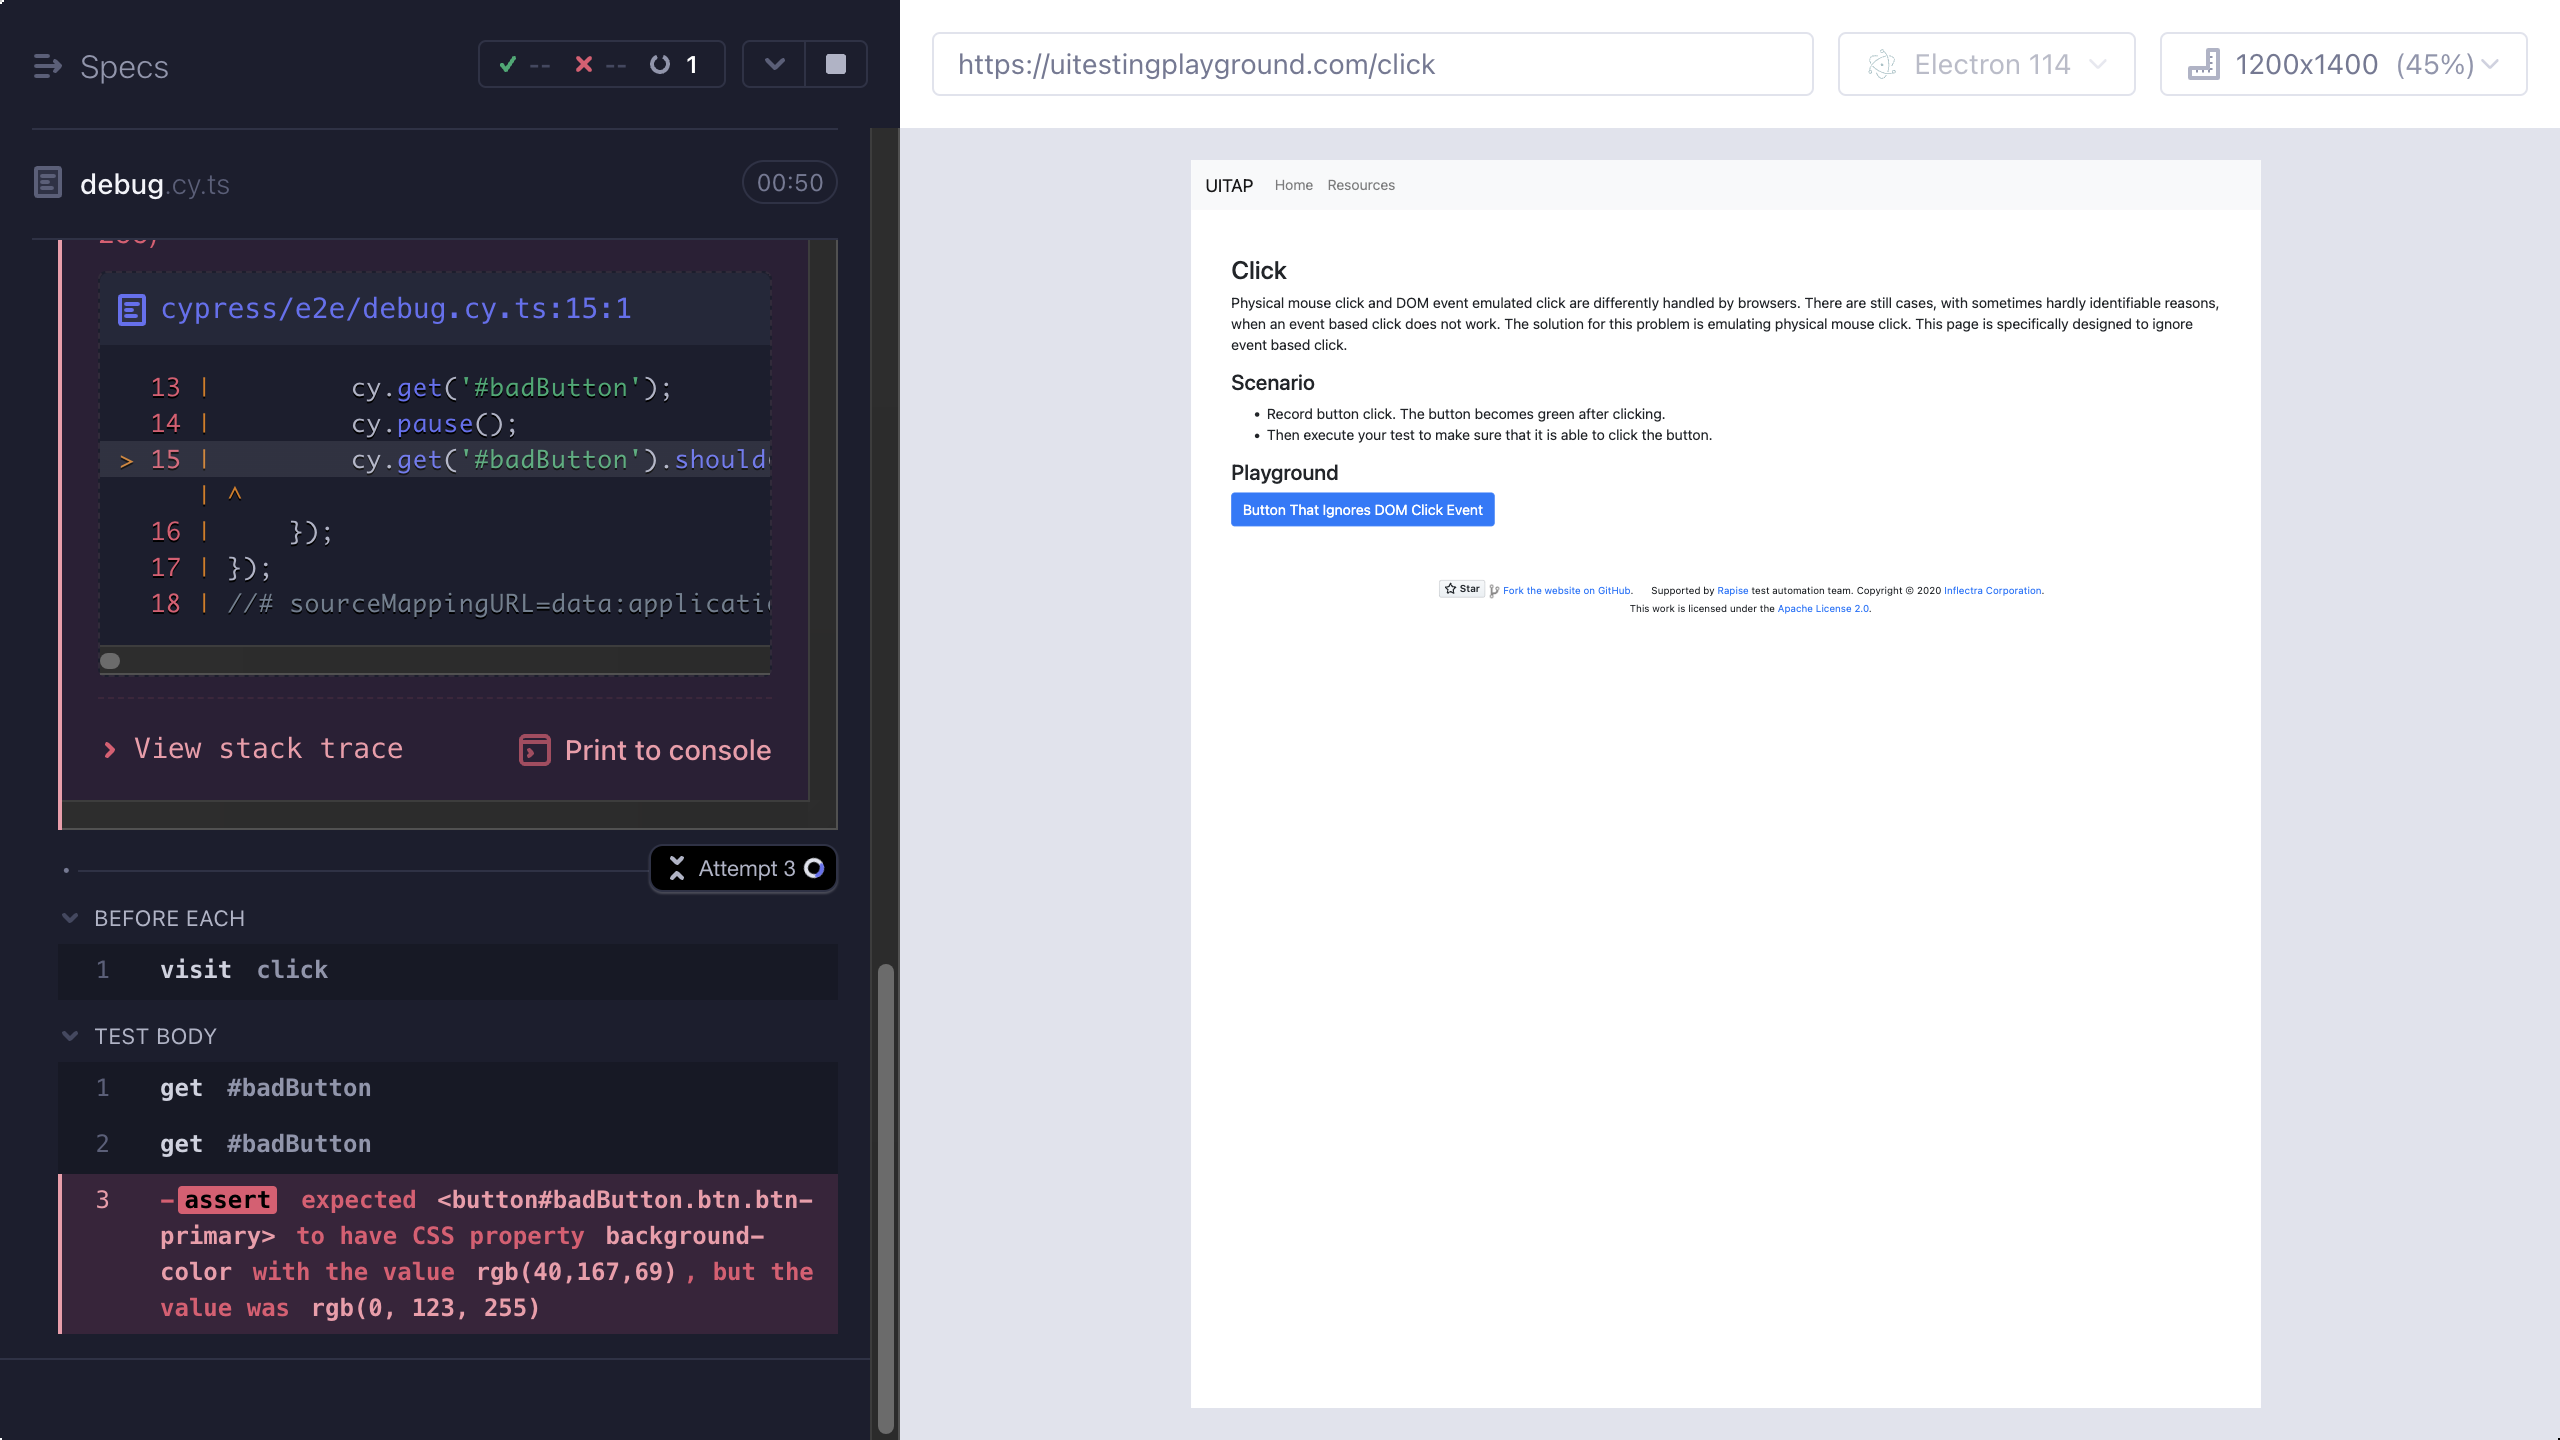 Specs
-- -- 1
debug.cy.ts 00:50
cypress/e2e/debug.cy.ts:15:1
13 | cy.get('#badButton');
14 | cy.pause();
> 15 | cy.get('#badButton').should(
| ^
16 | });
17 | });
18 | //# sourceMappingURL=data:applicatio
View stack trace Print to console
Attempt 3
BEFORE EACH
1 visit click
TEST BODY
1 get #badButton
2 get #badButton
3 -assert expected <button#badButton.btn.btn-
primary> to have CSS property background-
color with the value rgb(40,167,69), but the
value was rgb(0, 123, 255)
https://uitestingplayground.com/click Electron 114 1200x1400 (45%)
UITAP Home Resources
Click
Physical mouse click and DOM event emulated click are differently handled by browsers. There are still cases, with sometimes hardly identifiable reasons,
when an event based click does not work. The solution for this problem is emulating physical mouse click. This page is specifically designed to ignore
event based click.
Scenario
• Record button click. The button becomes green after clicking.
• Then execute your test to make sure that it is able to click the button.
Playground
Button That Ignores DOM Click Event
Star Fork the website on GitHub. Supported by Rapise test automation team. Copyright © 2020 Inflectra Corporation.
This work is licensed under the Apache License 2.0.